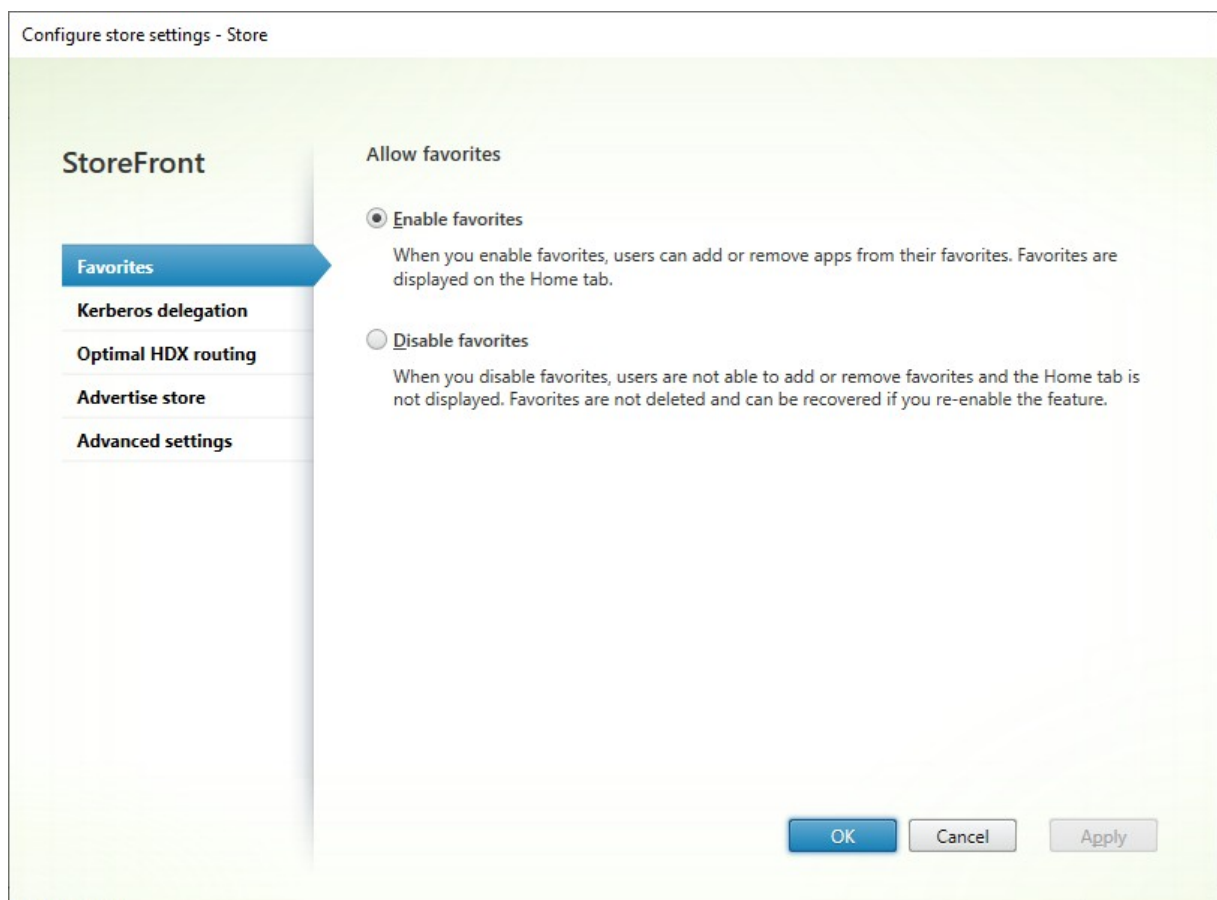 Configure store settings - Store
StoreFront
Favorites
Kerberos delegation
Optimal HDX routing
Advertise store
Advanced settings
Allow favorites
Enable favorites
When you enable favorites, users can add or remove apps from their favorites. Favorites are
displayed on the Home tab.
Disable favorites
When you disable favorites, users are not able to add or remove favorites and the Home tab is
not displayed. Favorites are not deleted and can be recovered if you re-enable the feature.
OK
Cancel
Apply